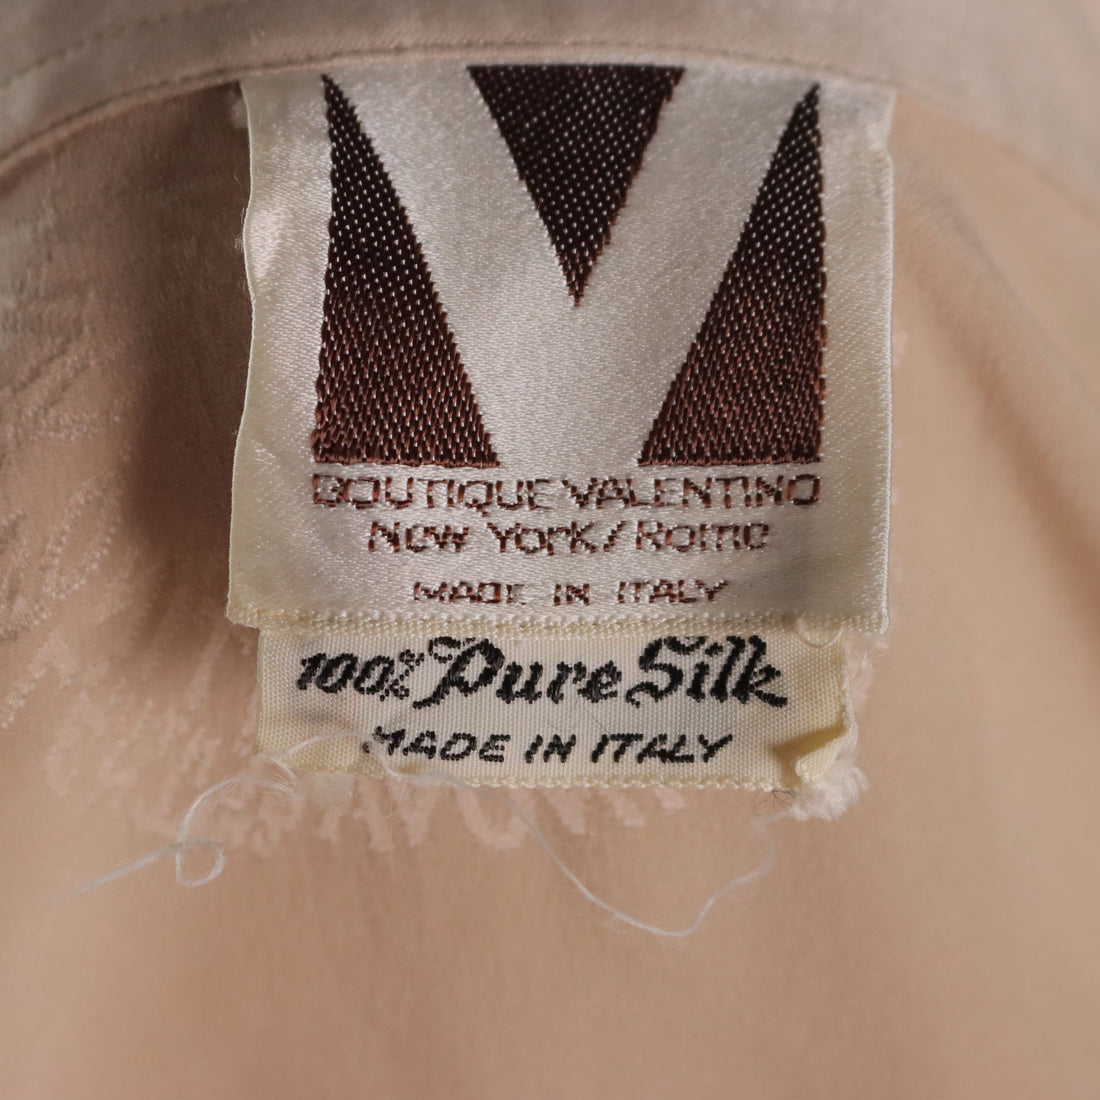 BOUTIQUE VALENTINO
New York/Rome
MADE IN ITALY
100% Pure Silk
MADE IN ITALY